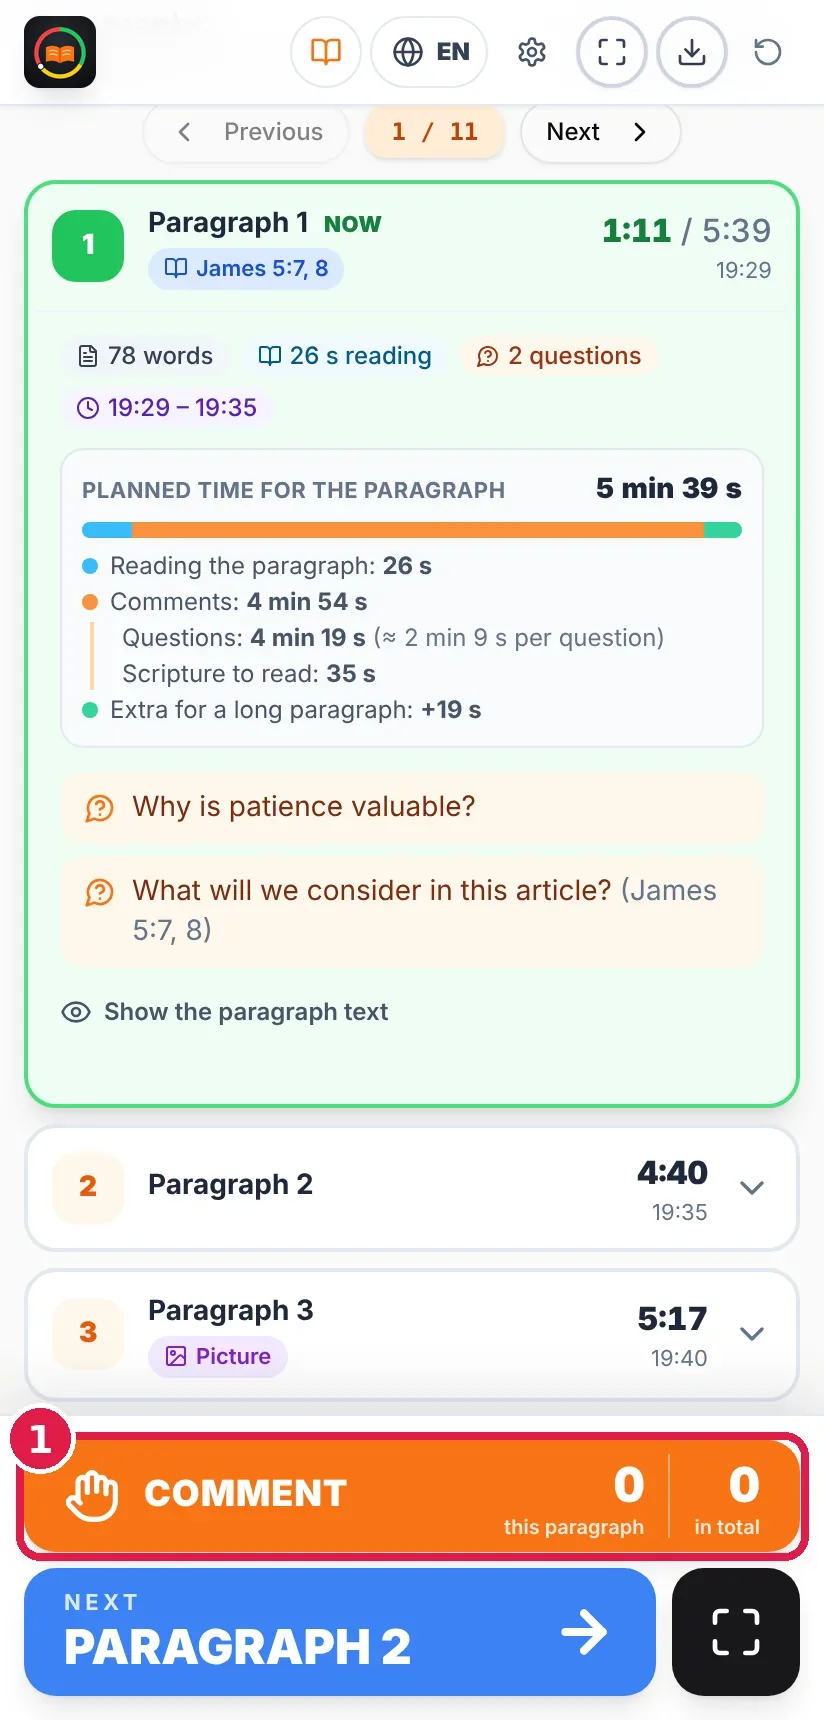 EN
Previous
1 / 11
Next
1
Paragraph 1 NOW
1:11 / 5:39
James 5:7, 8
19:29
78 words
26 s reading
2 questions
19:29 – 19:35
PLANNED TIME FOR THE PARAGRAPH
5 min 39 s
Reading the paragraph: 26 s
Comments: 4 min 54 s
Questions: 4 min 19 s (≈ 2 min 9 s per question)
Scripture to read: 35 s
Extra for a long paragraph: +19 s
Why is patience valuable?
What will we consider in this article? (James
5:7, 8)
Show the paragraph text
2
Paragraph 2
4:40
19:35
3
Paragraph 3
5:17
Picture
19:40
1
COMMENT
0
this paragraph
0
in total
NEXT
PARAGRAPH 2